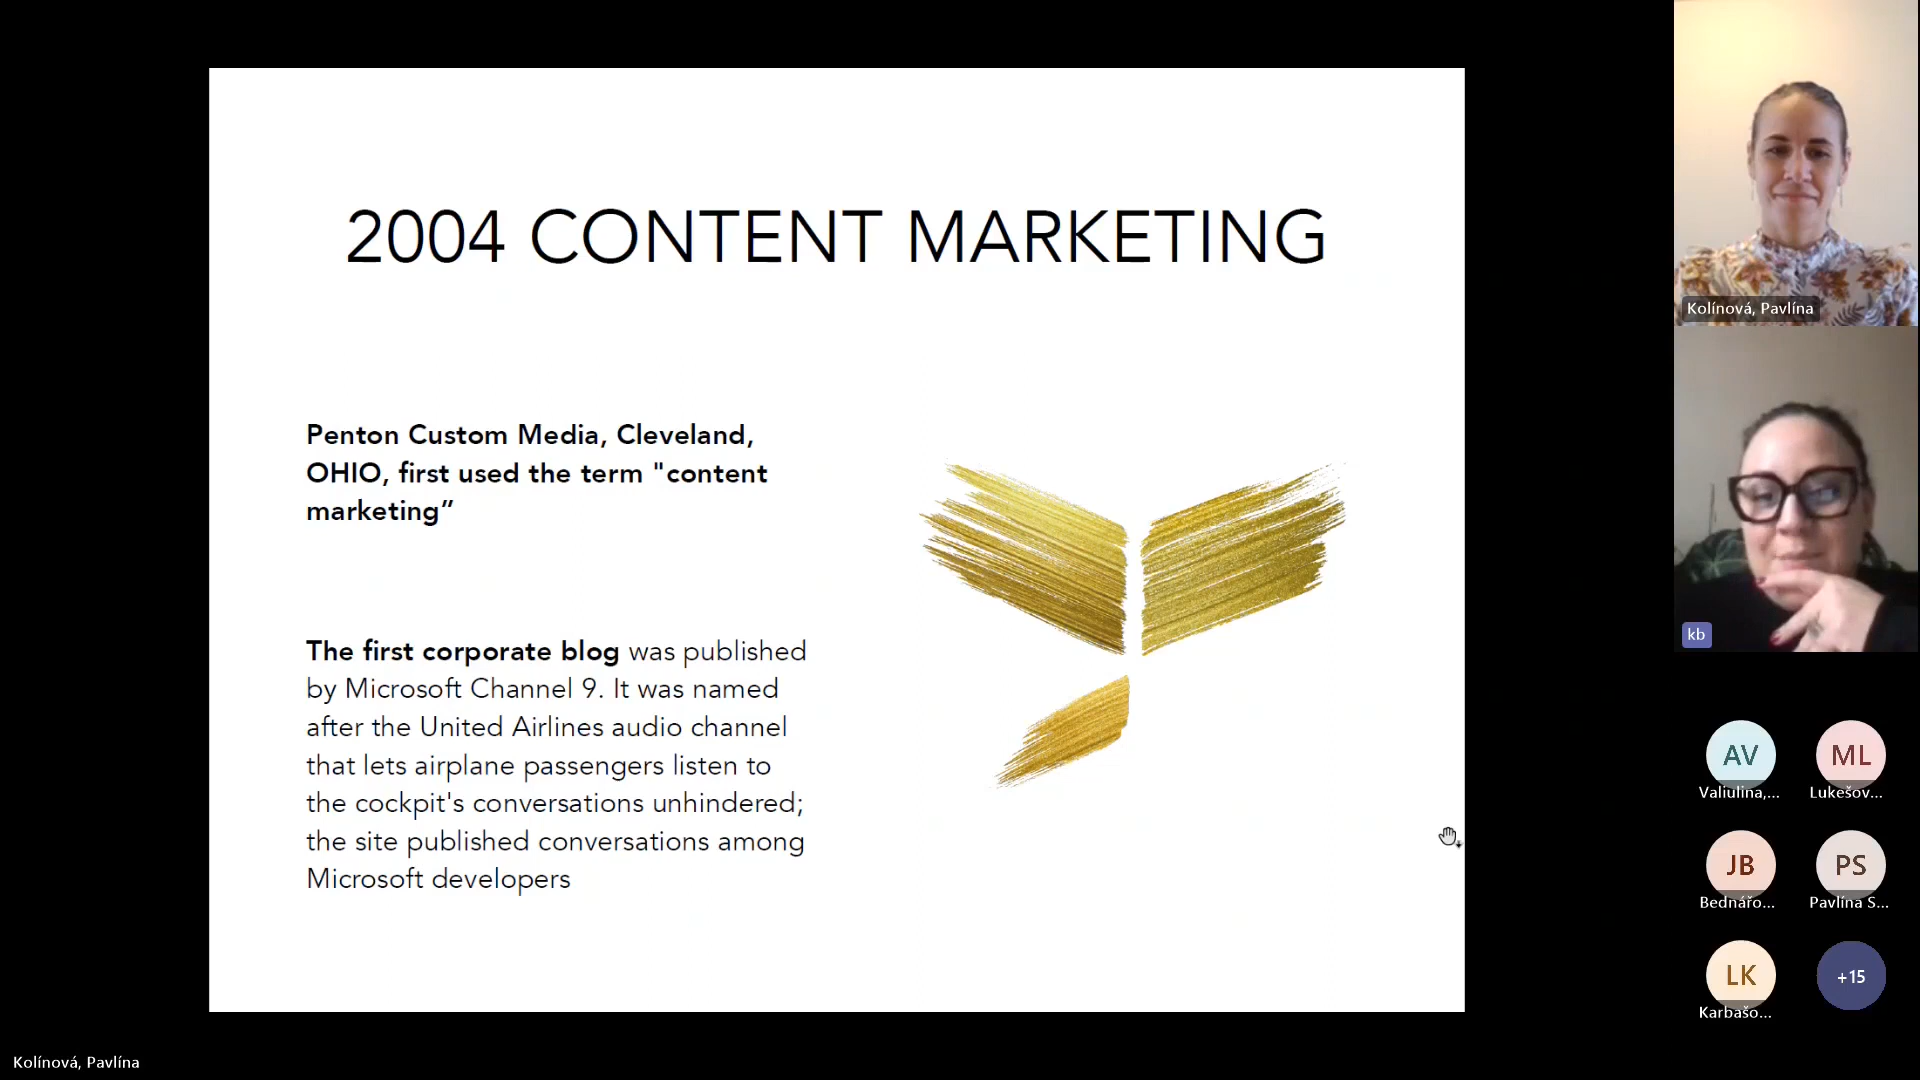 2004 CONTENT MARKETING
Penton Custom Media, Cleveland,
OHIO, first used the term "content
marketing”
The first corporate blog was published
by Microsoft Channel 9. It was named
after the United Airlines audio channel
that lets airplane passengers listen to
the cockpit's conversations unhindered;
the site published conversations among
Microsoft developers
Kolínová, Pavlína
kb
AV
Valiulina,...
ML
Lukešov...
JB
Bednářo...
PS
Pavlína S...
LK
Karbašo...
+15
Kolínová, Pavlína